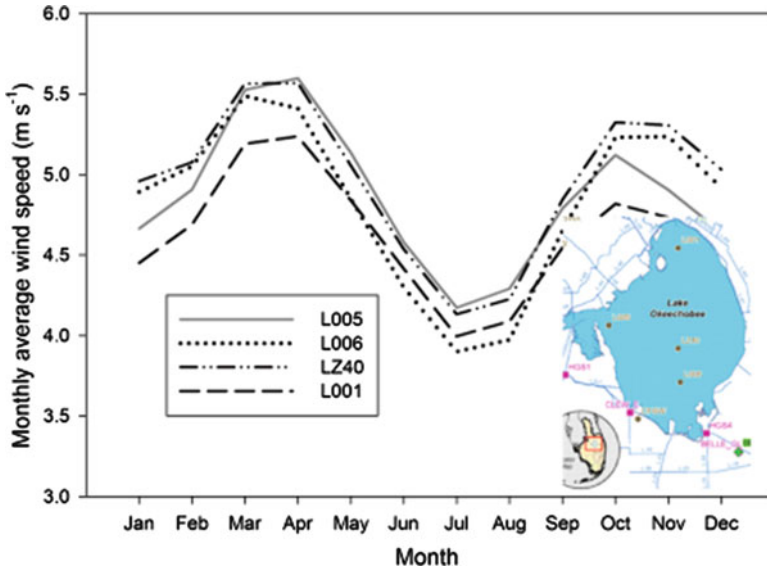 6.0
5.5
5.0
4.5
4.0
3.5
3.0
Monthly average wind speed (m s-1)
L005
L006
LZ40
L001
Lake
Okeechobee
HGS1
HGS4
Jan Feb Mar Apr May Jun Jul Aug Sep Oct Nov Dec
Month